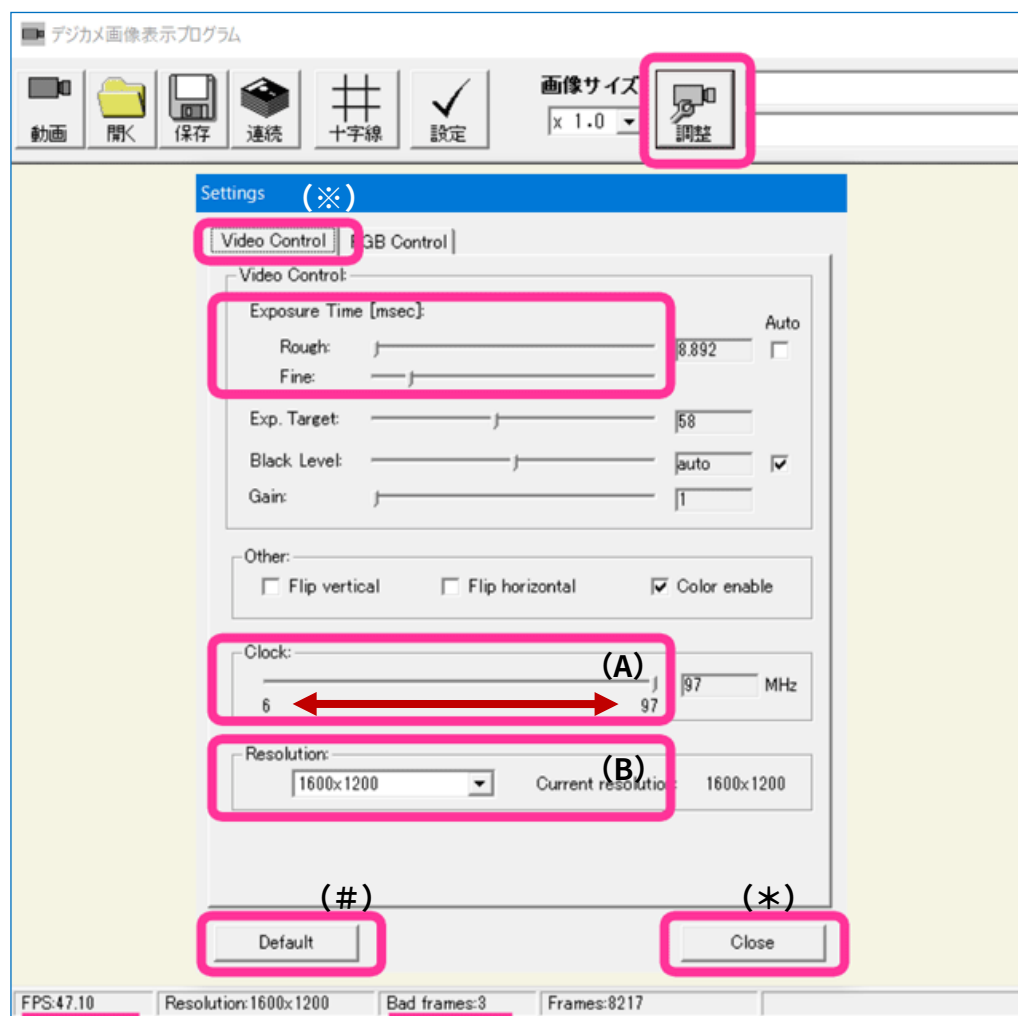 デジカメ画像表示プログラム
動画 開く 保存 連続 十字線 設定 画像サイズ x 1.0 調整
Settings (※)
Video Control GB Control
Video Control:
Exposure Time [msec]:
Auto
Rough: 8.892
Fine:
Exp. Target: 58
Black Level: auto
Gain: 1
Other:
Flip vertical Flip horizontal Color enable
Clock: (A)
97 MHz
6 97
Resolution: (B)
1600x1200 Current resolution: 1600x1200
(#) (*)
Default Close
FPS:47.10 Resolution:1600x1200 Bad frames:3 Frames:8217